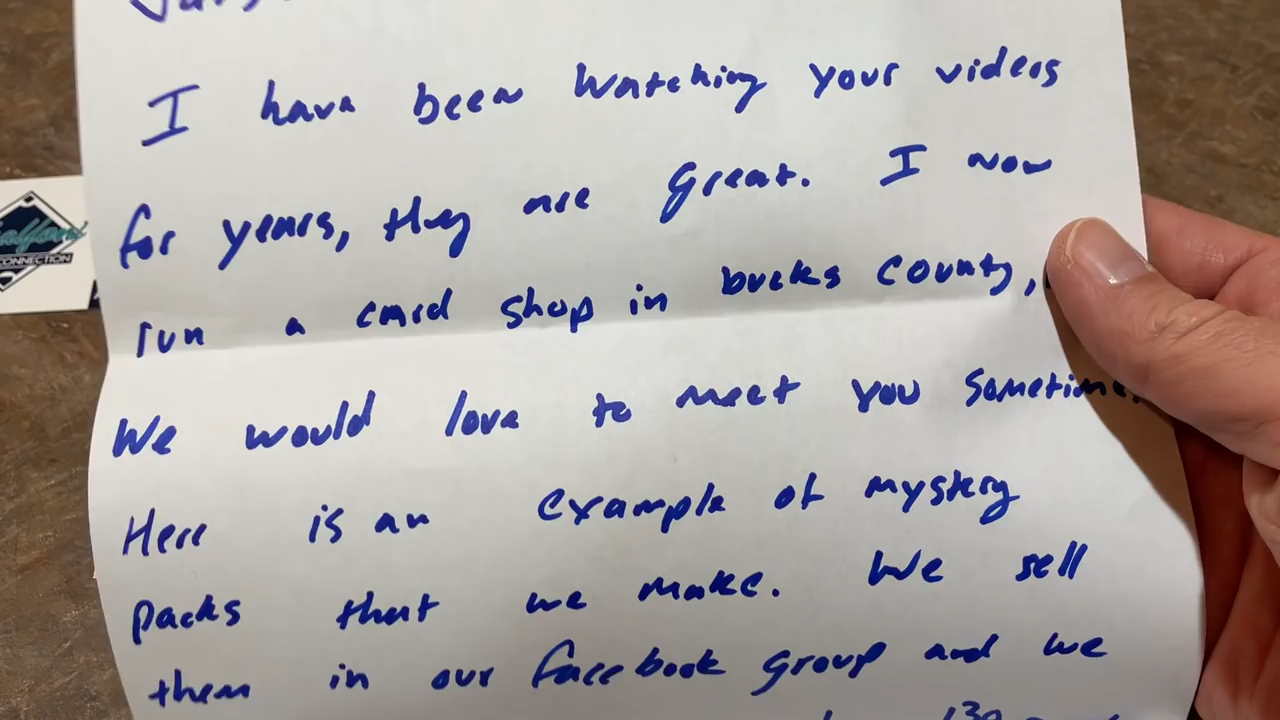 I have been watching your videos
for years, they are great. I now
run a card shop in bucks county,
We would love to meet you sometime
Here is an example of mystery
packs that we make. We sell
them in our facebook group and we
CONNECTION